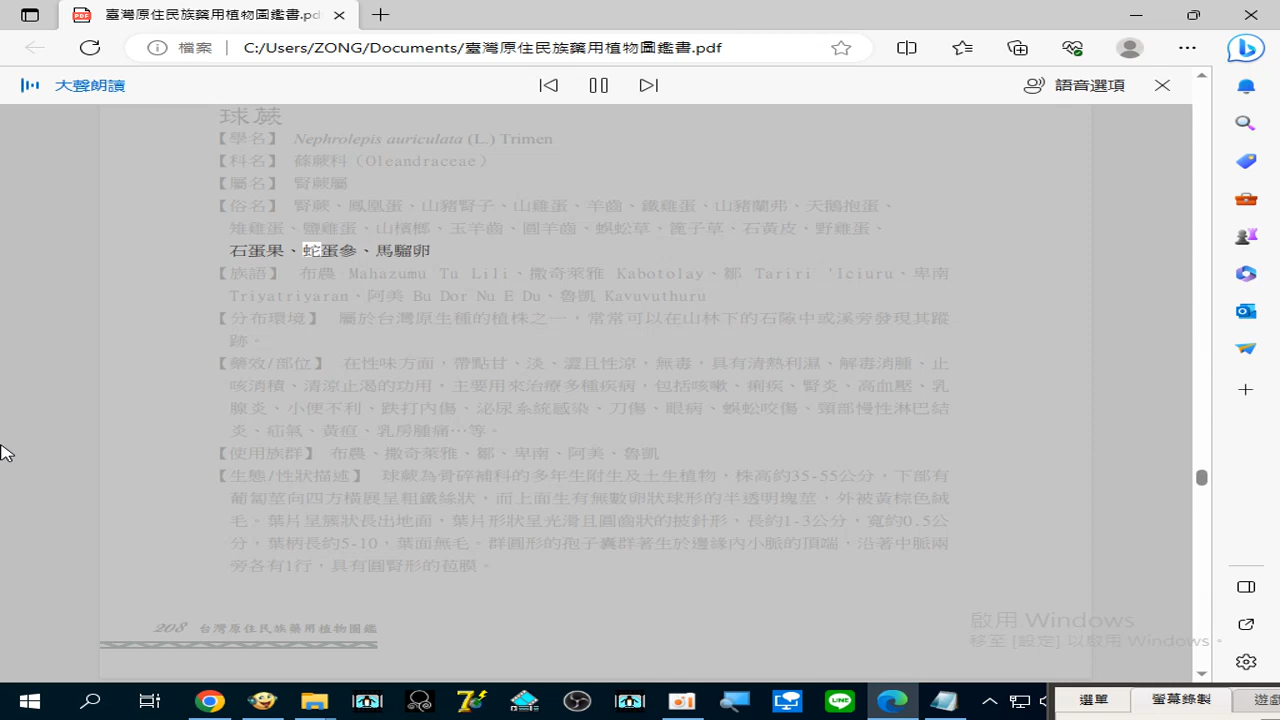 臺灣原住民族藥用植物圖鑑書.pd
檔案 C:/Users/ZONG/Documents/臺灣原住民族藥用植物圖鑑書.pdf
大聲朗讀
語音選項
球蕨
【學名】 Nephrolepis auriculata (L.) Trimen
【科名】 蓧蕨科（Oleandraceae）
【屬名】 腎蕨屬
【俗名】 腎蕨、鳳凰蛋、山豬腎子、山雞蛋、羊齒、鐵雞蛋、山豬蘭弗、天鵝抱蛋、
雉雞蛋、鹽雞蛋、山檳榔、玉羊齒、圓羊齒、蜈蚣草、篦子草、石黃皮、野雞蛋、
石蛋果、蛇蛋參、馬騮卵
【族語】 布農 Mahazumu Tu Lili、撒奇萊雅 Kabotolay、鄒 Tariri 'Iciuru、卑南
Triyatriyaran、阿美 Bu Dor Nu E Du、魯凱 Kavuvuthuru
【分布環境】 屬於台灣原生種的植株之一，常常可以在山林下的石隙中或溪旁發現其蹤
跡。
【藥效/部位】 在性味方面，帶點甘、淡、澀且性涼，無毒，具有清熱利濕、解毒消腫、止
咳消積、清涼止渴的功用，主要用來治療多種疾病，包括咳嗽、痢疾、腎炎、高血壓、乳
腺炎、小便不利、跌打內傷、泌尿系統感染、刀傷、眼病、蜈蚣咬傷、頸部慢性淋巴結
炎、疝氣、黃疸、乳房腫痛…等。
【使用族群】 布農、撒奇萊雅、鄒、卑南、阿美、魯凱
【生態/性狀描述】 球蕨為骨碎補科的多年生附生及土生植物，株高約35-55公分，下部有
葡匐莖向四方橫展呈粗鐵絲狀，而上面生有無數卵狀球形的半透明塊莖，外被黃棕色絨
毛。葉片呈簇狀長出地面，葉片形狀呈光滑且圓齒狀的披針形，長約1-3公分，寬約0.5公
分，葉柄長約5-10，葉面無毛。群圓形的孢子囊群著生於邊緣內小脈的頂端，沿著中脈兩
旁各有1行，具有圓腎形的苞膜。
208 台灣原住民族藥用植物圖鑑
啟用 Windows
移至 [設定] 以啟用 Windows。
選單 螢幕錄製 遊戲